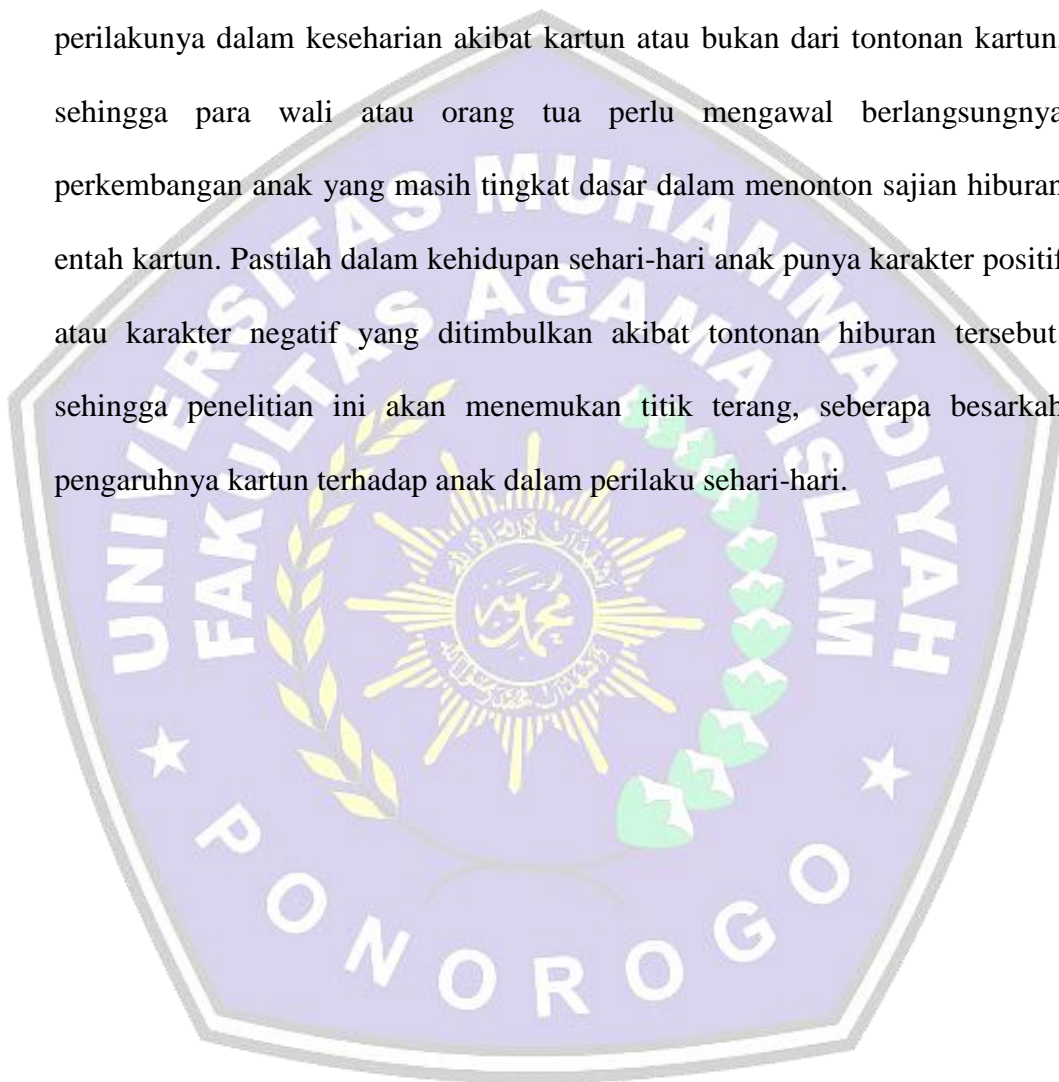 perilakunya dalam keseharian akibat kartun atau bukan dari tontonan kartun.
sehingga para wali atau orang tua perlu mengawal berlangsungnya
perkembangan anak yang masih tingkat dasar dalam menonton sajian hiburan
entah kartun. Pastilah dalam kehidupan sehari-hari anak punya karakter positif
atau karakter negatif yang ditimbulkan akibat tontonan hiburan tersebut.
sehingga penelitian ini akan menemukan titik terang, seberapa besarkah
pengaruhnya kartun terhadap anak dalam perilaku sehari-hari.
UNIVERSITAS MUHAMMADIYAH
FAKULTAS AGAMA ISLAM
محمدية
PONOROGO